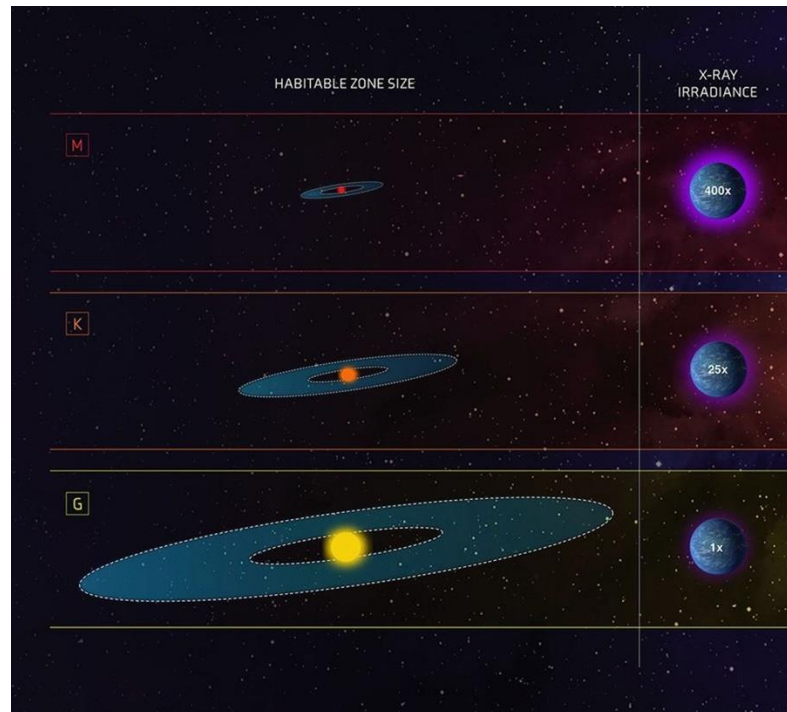 HABITABLE ZONE SIZE
X-RAY
IRRADIANCE
M
400x
K
25x
G
1x